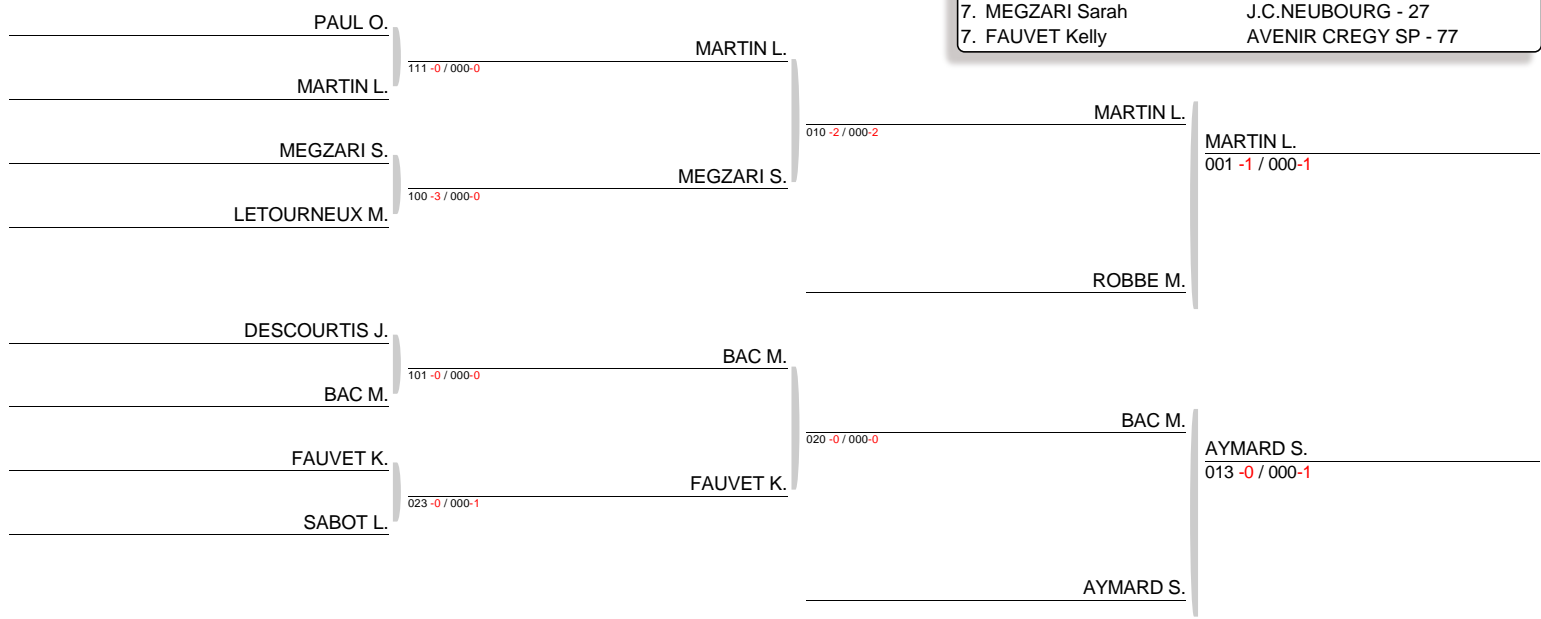 7. MEGZARI Sarah J.C.NEUBOURG - 27
7. FAUVET Kelly AVENIR CREGY SP - 77
PAUL O.
MARTIN L.
111 -0 / 000-0
MARTIN L.
MEGZARI S.
LETOURNEUX M.
100 -3 / 000-0
MEGZARI S.
010 -2 / 000-2
MARTIN L.
ROBBE M.
MARTIN L.
001 -1 / 000-1
DESCOURTIS J.
BAC M.
101 -0 / 000-0
BAC M.
FAUVET K.
SABOT L.
023 -0 / 000-1
FAUVET K.
020 -0 / 000-0
BAC M.
AYMARD S.
AYMARD S.
013 -0 / 000-1